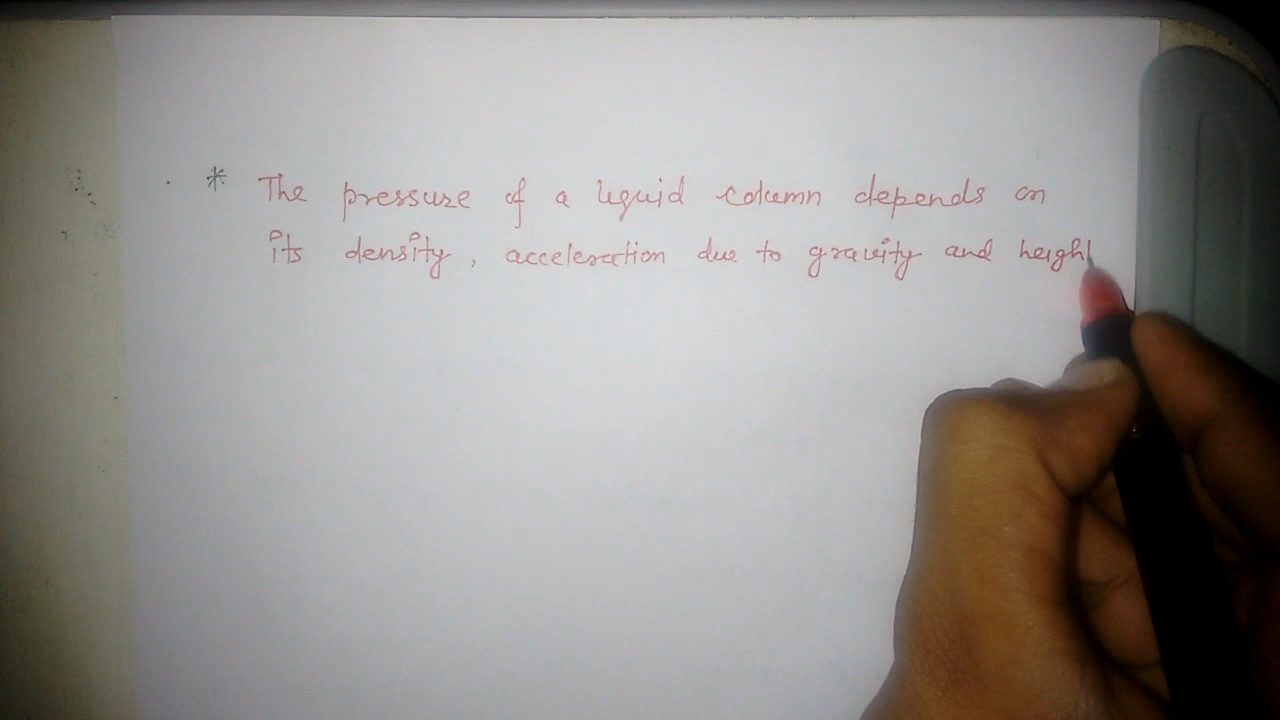 * The pressure of a liquid column depends on
its density, acceleration due to gravity and height